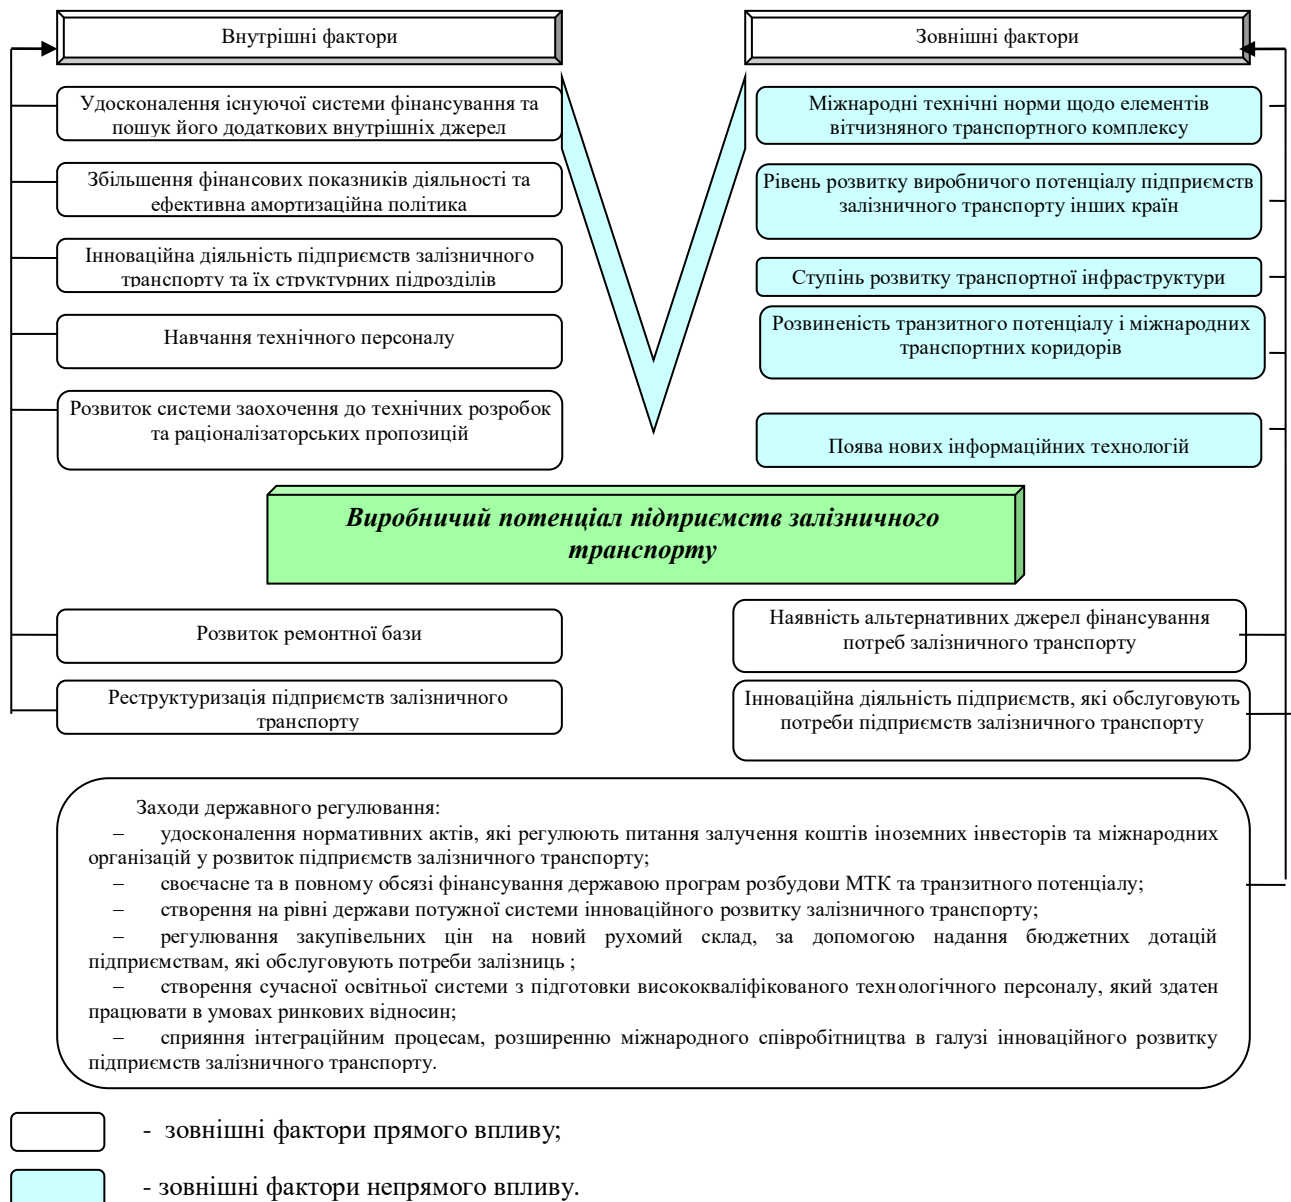 Внутрішні фактори
Зовнішні фактори
Удосконалення існуючої системи фінансування та
пошук його додаткових внутрішніх джерел
Міжнародні технічні норми щодо елементів
вітчизняного транспортного комплексу
Збільшення фінансових показників діяльності та
ефективна амортизаційна політика
Рівень розвитку виробничого потенціалу підприємств
залізничного транспорту інших країн
Інноваційна діяльність підприємств залізничного
транспорту та їх структурних підрозділів
Ступінь розвитку транспортної інфраструктури
Навчання технічного персоналу
Розвиненість транзитного потенціалу і міжнародних
транспортних коридорів
Розвиток системи заохочення до технічних розробок
та раціоналізаторських пропозицій
Поява нових інформаційних технологій
Виробничий потенціал підприємств залізничного
транспорту
Розвиток ремонтної бази
Наявність альтернативних джерел фінансування
потреб залізничного транспорту
Реструктуризація підприємств залізничного
транспорту
Інноваційна діяльність підприємств, які обслуговують
потреби підприємств залізничного транспорту
Заходи державного регулювання:
– удосконалення нормативних актів, які регулюють питання залучення коштів іноземних інвесторів та міжнародних
організацій у розвиток підприємств залізничного транспорту;
– своєчасне та в повному обсязі фінансування державою програм розбудови МТК та транзитного потенціалу;
– створення на рівні держави потужної системи інноваційного розвитку залізничного транспорту;
– регулювання закупівельних цін на новий рухомий склад, за допомогою надання бюджетних дотацій
підприємствам, які обслуговують потреби залізниць ;
– створення сучасної освітньої системи з підготовки висококваліфікованого технологічного персоналу, який здатен
працювати в умовах ринкових відносин;
– сприяння інтеграційним процесам, розширенню міжнародного співробітництва в галузі інноваційного розвитку
підприємств залізничного транспорту.
- зовнішні фактори прямого впливу;
- зовнішні фактори непрямого впливу.